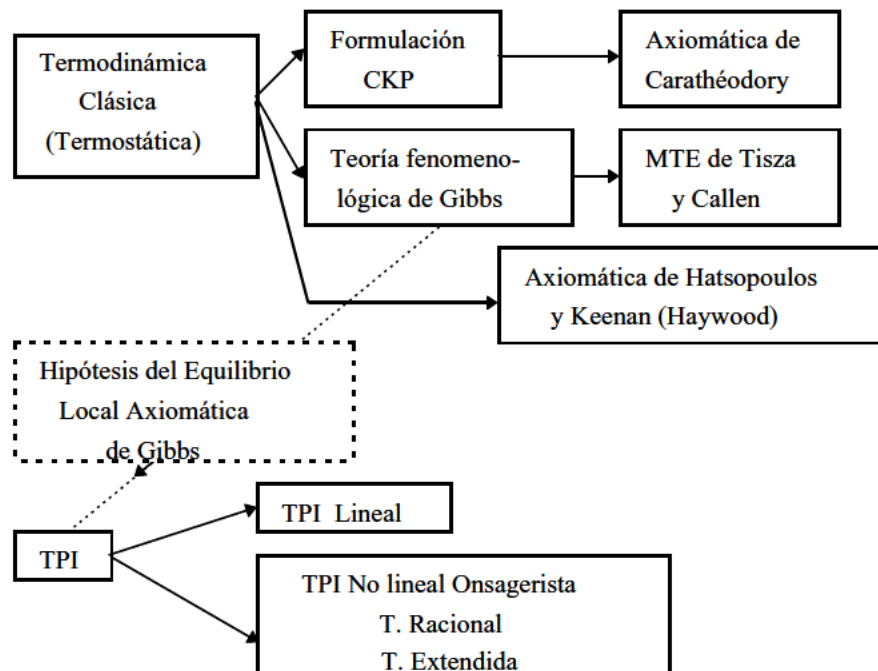 Termodinámica
Clásica
(Termostática)
Formulación
CKP
Axiomática de
Carathéodory
Teoría fenomeno-
lógica de Gibbs
MTE de Tisza
y Callen
Axiomática de Hatsopoulos
y Keenan (Haywood)
Hipótesis del Equilibrio
Local Axiomática
de Gibbs
TPI
TPI Lineal
TPI No lineal Onsagerista
T. Racional
T. Extendida